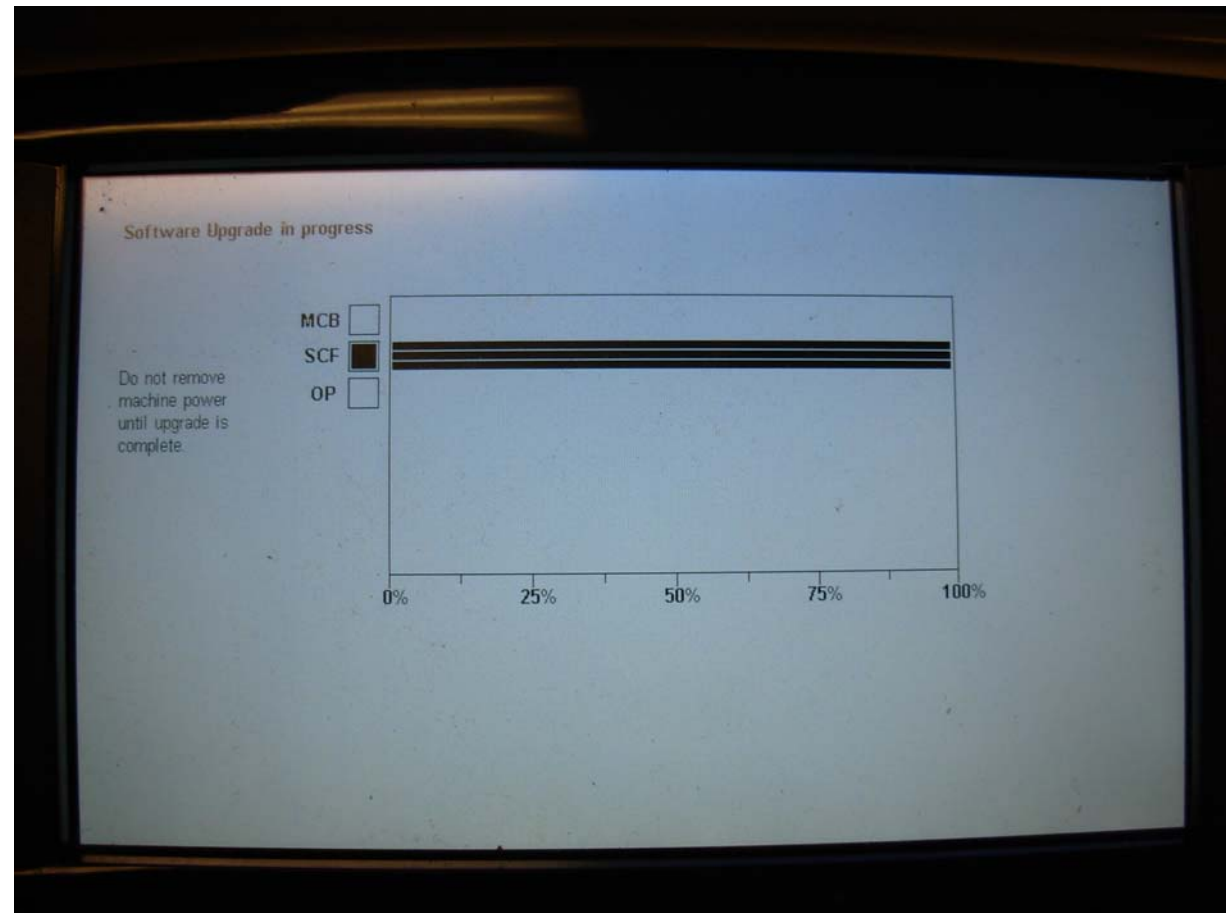 Software Upgrade in progress
MCB
SCF
OP
Do not remove
machine power
until upgrade is
complete.
0% 25% 50% 75% 100%